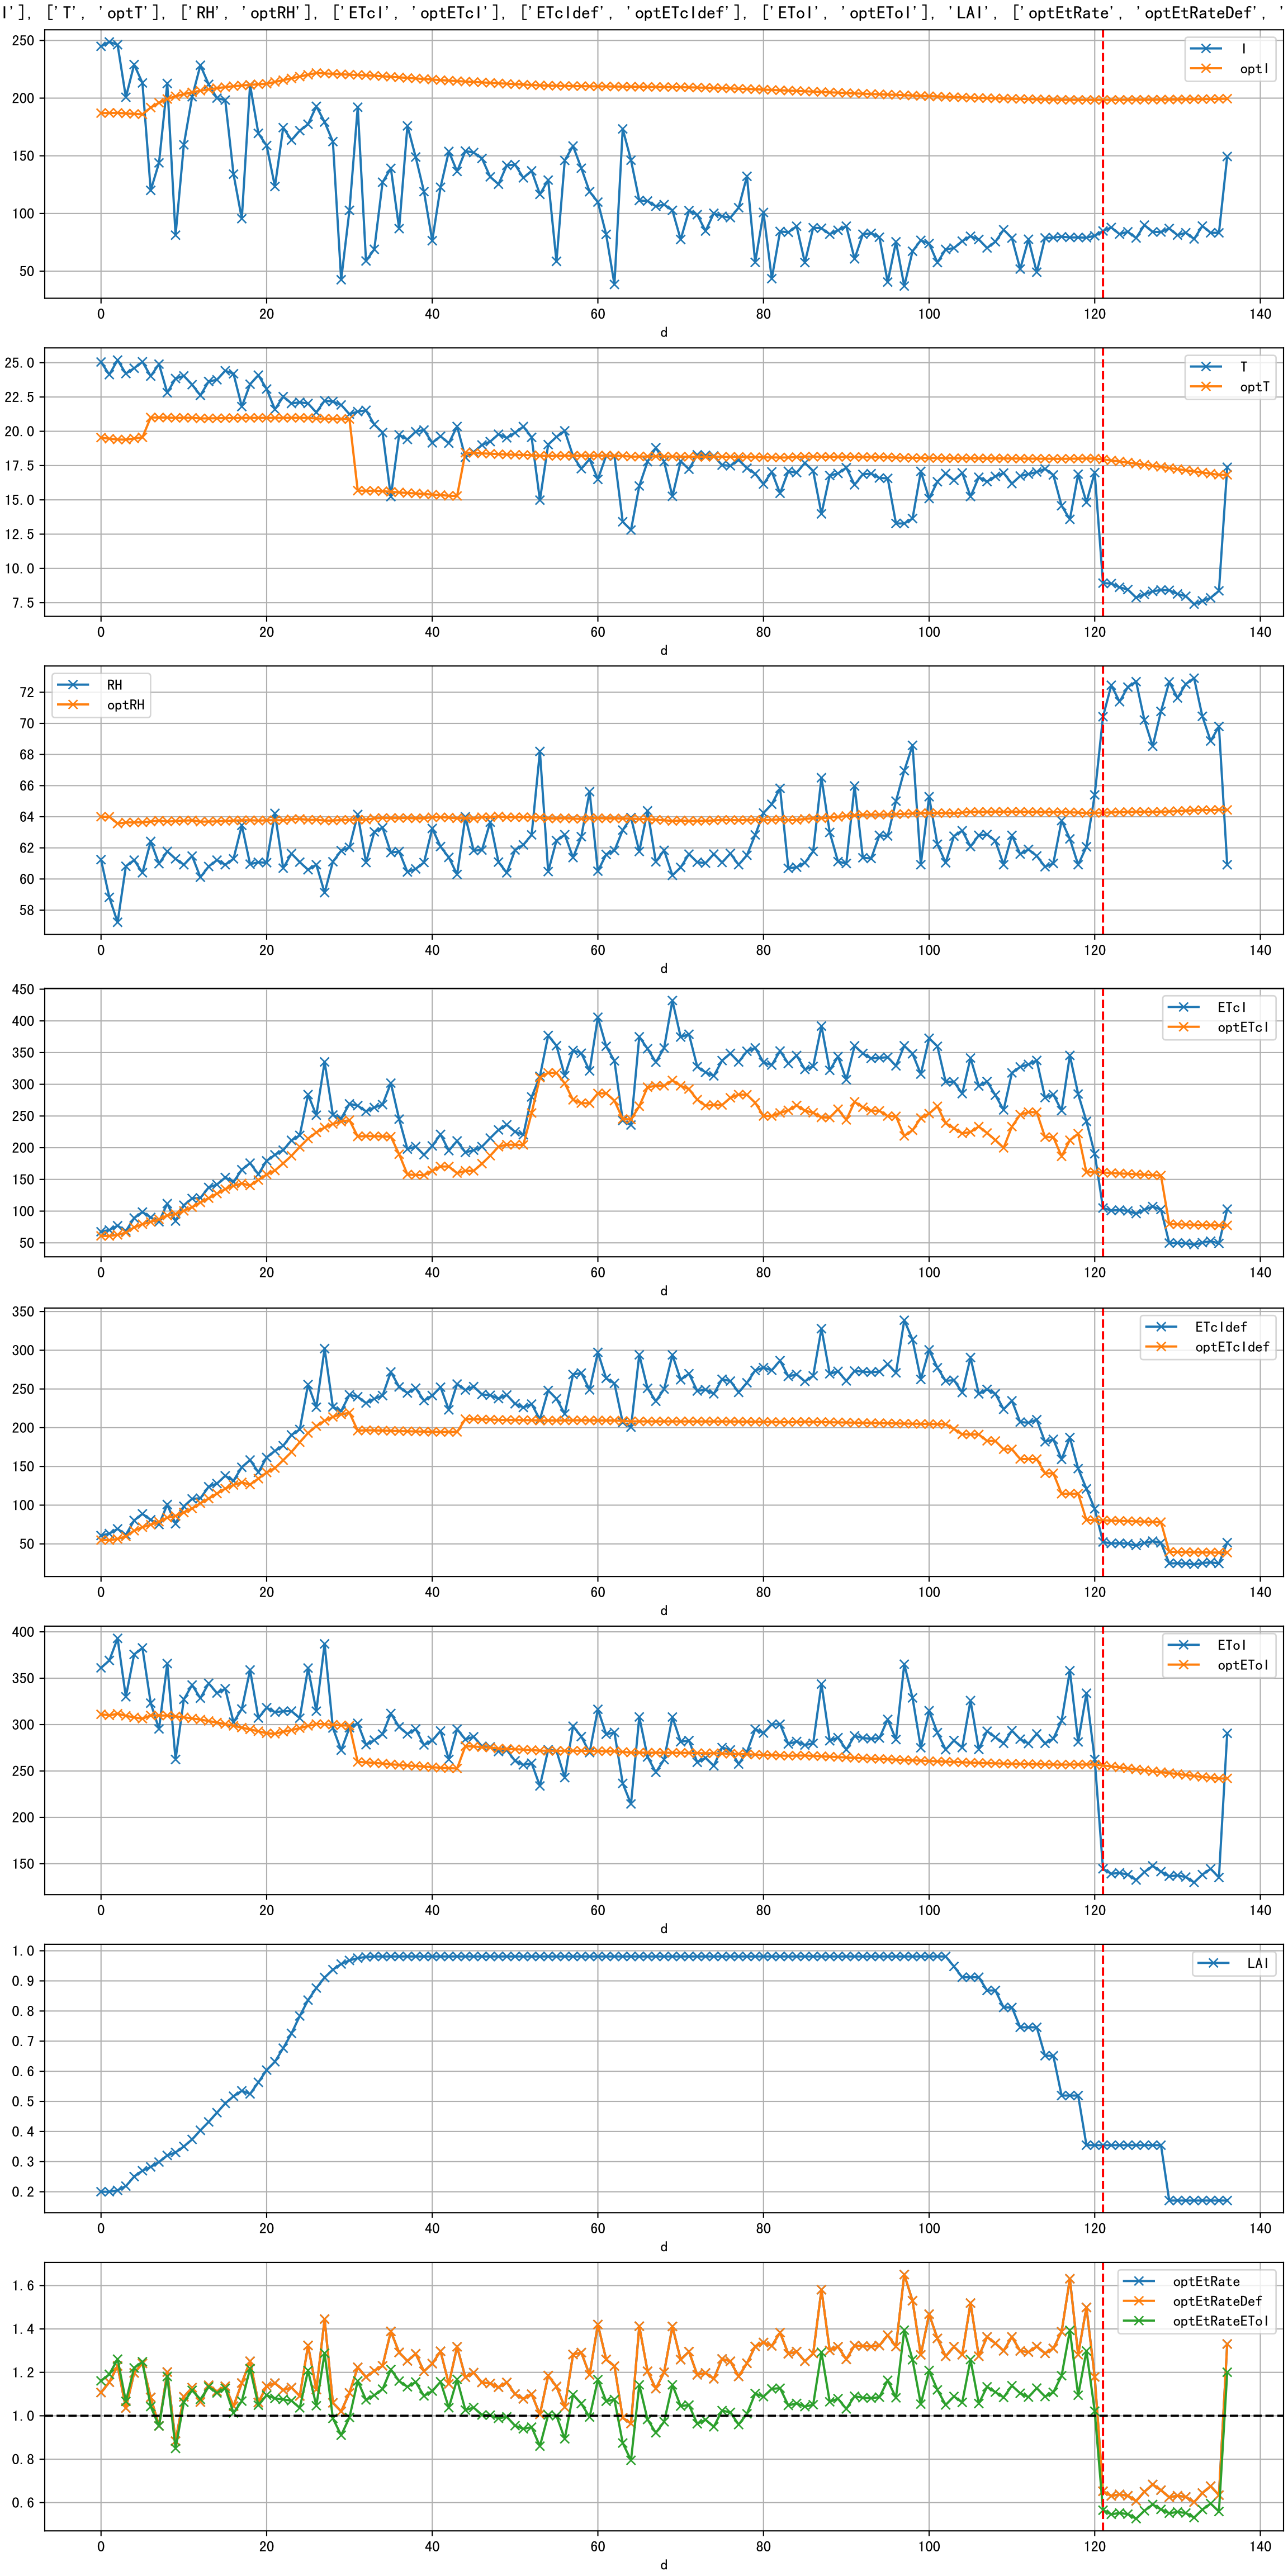 I'], ['T', 'optT'], ['RH', 'optRH'], ['ETcI', 'optETcI'], ['ETcIdef', 'optETcIdef'], ['EToI', 'optEToI'], 'LAI', ['optEtRate', 'optEtRateDef', '
250
200
150
100
50
I
optI
0 20 40 60 80 100 120 140
d
25.0
22.5
20.0
17.5
15.0
12.5
10.0
7.5
T
optT
0 20 40 60 80 100 120 140
d
72
70
68
66
64
62
60
58
RH
optRH
0 20 40 60 80 100 120 140
d
450
400
350
300
250
200
150
100
50
ETcI
optETcI
0 20 40 60 80 100 120 140
d
350
300
250
200
150
100
50
ETcIdef
optETcIdef
0 20 40 60 80 100 120 140
d
400
350
300
250
200
150
EToI
optEToI
0 20 40 60 80 100 120 140
d
1.0
0.9
0.8
0.7
0.6
0.5
0.4
0.3
0.2
LAI
0 20 40 60 80 100 120 140
d
1.6
1.4
1.2
1.0
0.8
0.6
optEtRate
optEtRateDef
optEtRateEToI
0 20 40 60 80 100 120 140
d